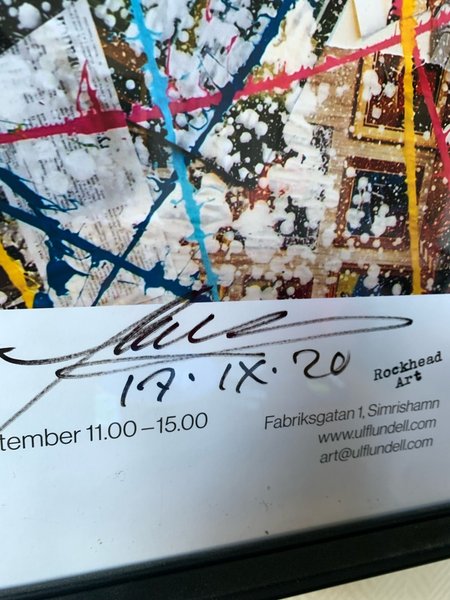 17. IX. 20
Rockhead
Art
tember 11.00 – 15.00
Fabriksgatan 1, Simrishamn
www.ulflundell.com
art@ulflundell.com